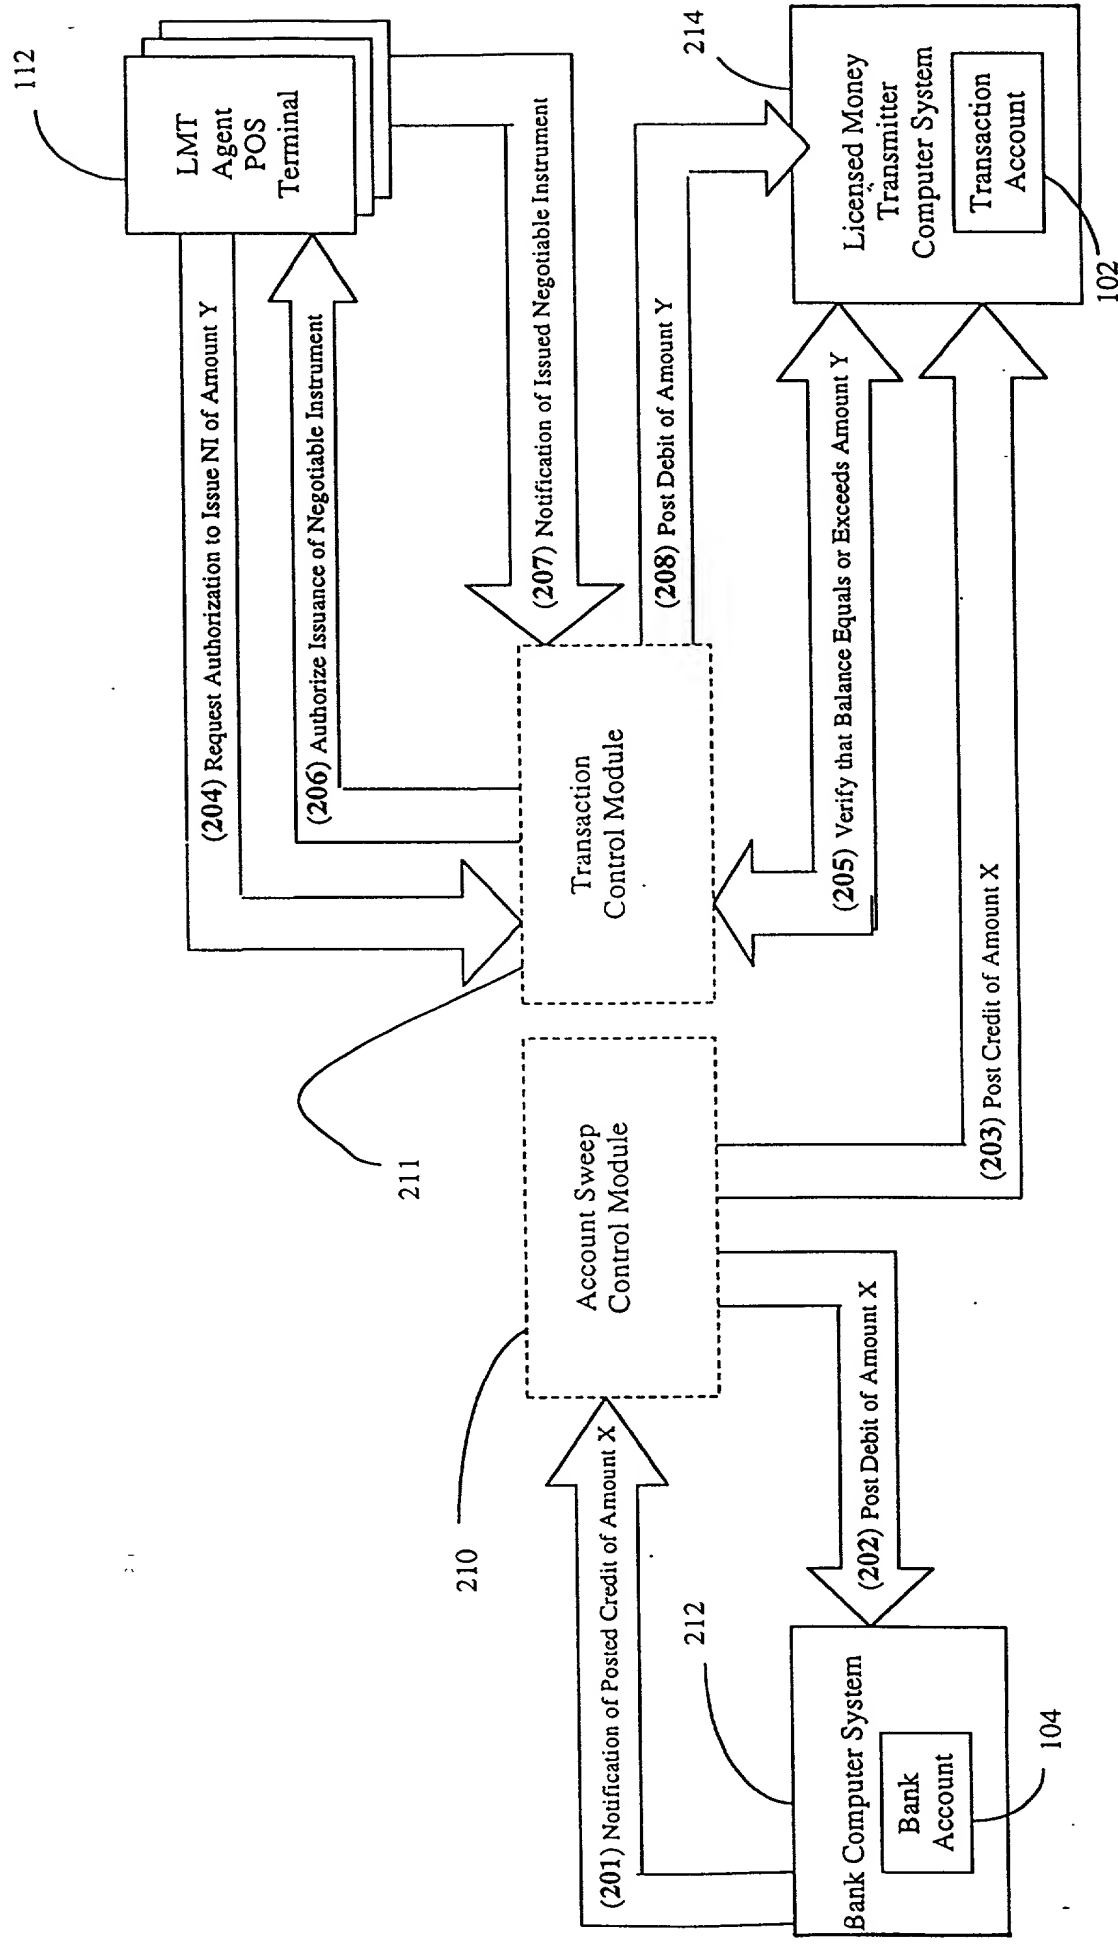 112
LMT
Agent
POS
Terminal
(204) Request Authorization to Issue NI of Amount Y
(206) Authorize Issuance of Negotiable Instrument
(207) Notification of Issued Negotiable Instrument
211
210
Account Sweep
Control Module
Transaction
Control Module
(201) Notification of Posted Credit of Amount X
(208) Post Debit of Amount Y
214
212
Bank Computer System
Bank
Account
104
(202) Post Debit of Amount X
(205) Verify that Balance Equals or Exceeds Amount Y
(203) Post Credit of Amount X
Licensed Money
Transmitter
Computer System
Transaction
Account
102